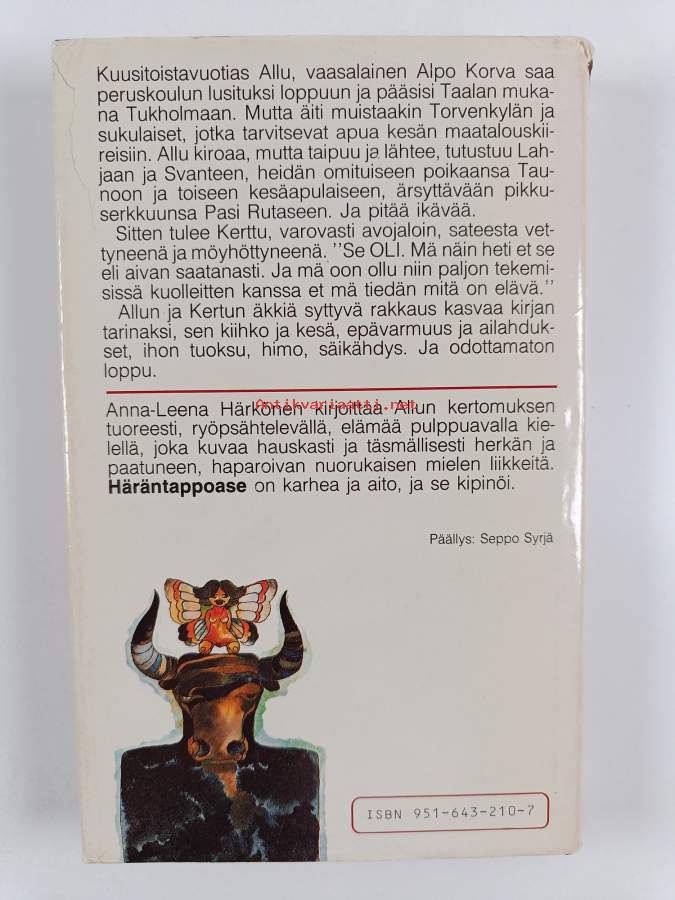 Kuusitoistavuotias Allu, vaasalainen Alpo Korva saa
peruskoulun lusituksi loppuun ja pääsisi Taalan muka-
na Tukholmaan. Mutta äiti muistaakin Torvenkylän ja
sukulaiset, jotka tarvitsevat apua kesän maatalouskii-
reisiin. Allu kiroaa, mutta taipuu ja lähtee, tutustuu Lah-
jaan ja Svanteen, heidän omituiseen poikaansa Tau-
noon ja toiseen kesäapulaiseen, ärsyttävään pikku-
serkkuunsa Pasi Rutaseen. Ja pitää ikävää.
Sitten tulee Kerttu, varovasti avojaloin, sateesta vet-
tyneenä ja möyhöttyneenä. ''Se OLI. Mä näin heti et se
eli aivan saatanasti. Ja mä oon ollu niin paljon tekemi-
sissä kuolleitten kanssa et mä tiedän mitä on elävä.''
Allun ja Kertun äkkiä syttyvä rakkaus kasvaa kirjan
tarinaksi, sen kiihko ja kesä, epävarmuus ja ailahduk-
set, ihon tuoksu, himo, säikähdys. Ja odottamaton
loppu.
Antikvariaatti.net
Anna-Leena Härkönen kirjoittaa Allun kertomuksen
tuoreesti, ryöpsähtelevällä, elämää pulppuavalla kie-
lellä, joka kuvaa hauskasti ja täsmällisesti herkän ja
paatuneen, haparoivan nuorukaisen mielen liikkeitä.
Häräntappoase on karhea ja aito, ja se kipinöi.
Päällys: Seppo Syrjä
ISBN 951-643-210-7